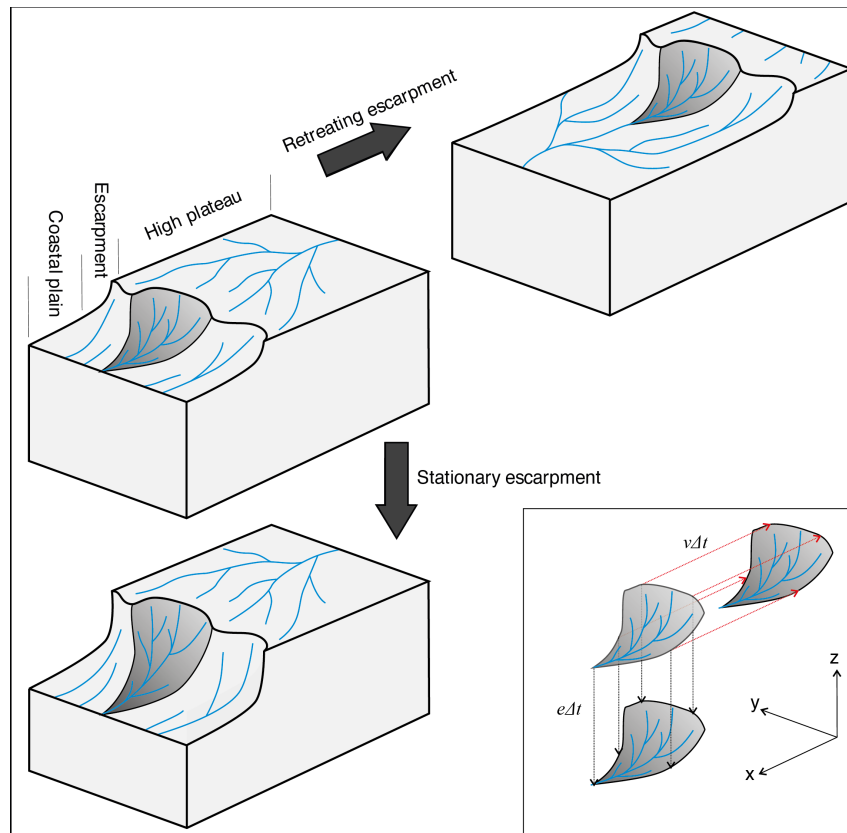 Retreating escarpment
Coastal plain
Escarpment
High plateau
Stationary escarpment
vΔt
eΔt
z
y
x